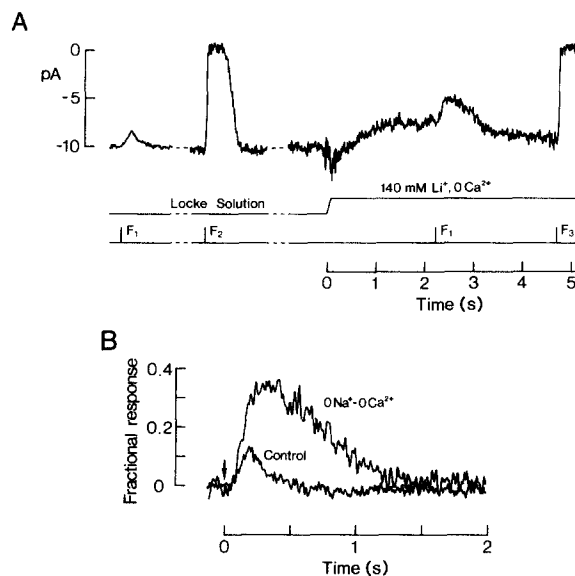 A
0
pA
-5
-10
140 mM Li⁺, 0 Ca²⁺
Locke Solution
F₁ F₂ F₁ F₃
0 1 2 3 4 5
Time (s)
B
0.4
Fractional response
0.2
0
0Na⁺-0Ca²⁺
Control
0 1 2
Time (s)